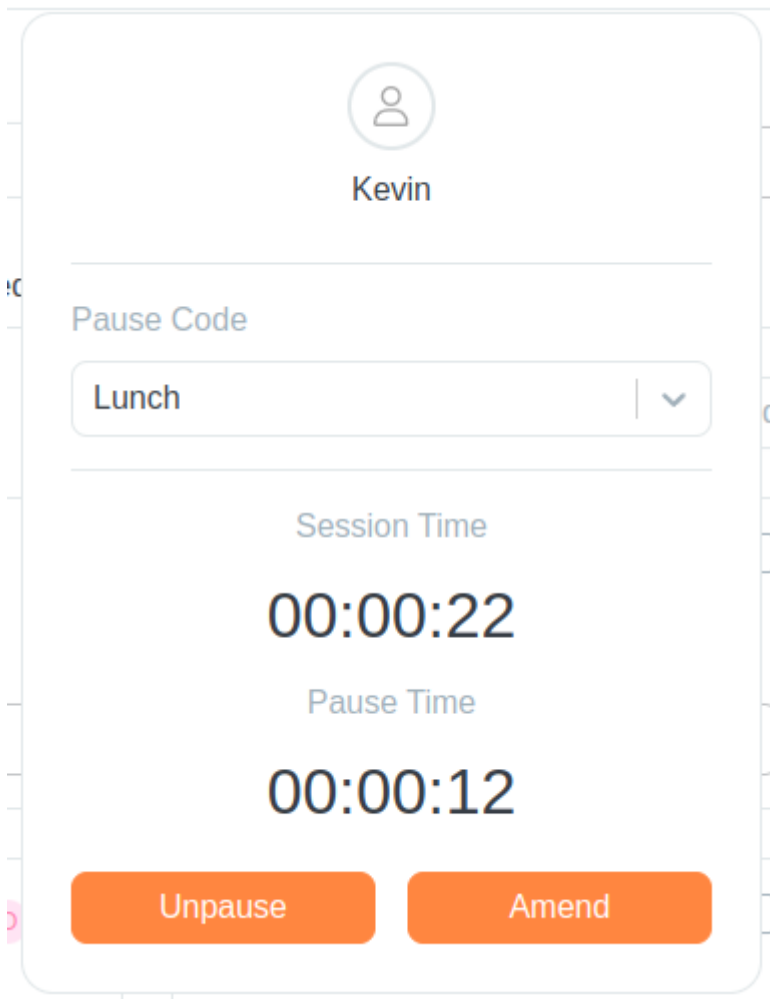 Kevin
Pause Code
Lunch
Session Time
00:00:22
Pause Time
00:00:12
Unpause
Amend